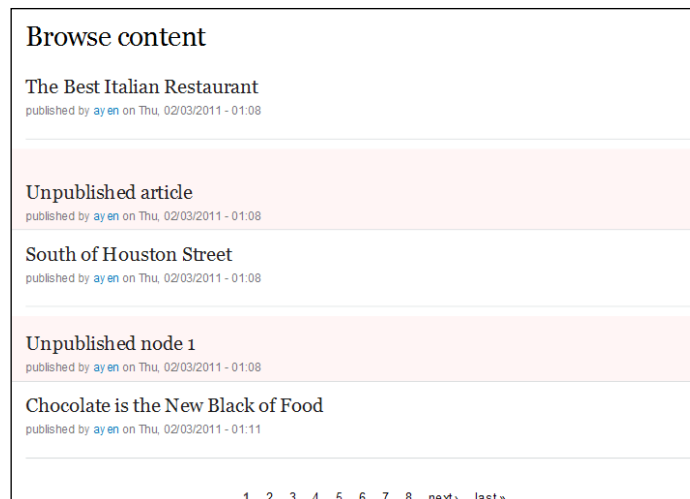 Browse content
The Best Italian Restaurant
published by ayen on Thu, 02/03/2011 - 01:08
Unpublished article
published by ayen on Thu, 02/03/2011 - 01:08
South of Houston Street
published by ayen on Thu, 02/03/2011 - 01:08
Unpublished node 1
published by ayen on Thu, 02/03/2011 - 01:08
Chocolate is the New Black of Food
published by ayen on Thu, 02/03/2011 - 01:11
1 2 3 4 5 6 7 8 next › last »